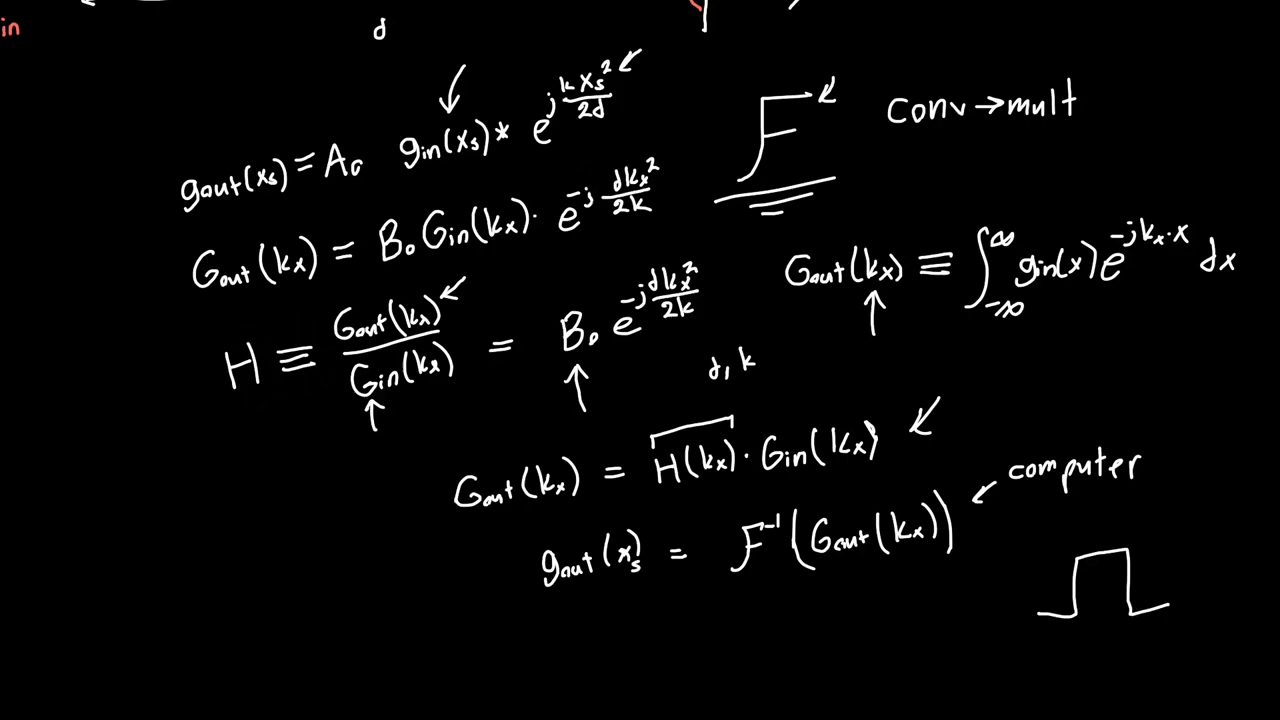 in
d
gout(xs) = A0 gin(xs) * e^(j kxs²/2d)
F
conv → mult
Gout(kx) = B0 Gin(kx) · e^(-j dkx²/2k)
Gout(kx) ≡ ∫_{-∞}^{∞} gin(x) e^(-jkx·x) dx
H ≡ Gout(kx)/Gin(kx) = B0 e^(-j dkx²/2k)
d, k
Gout(kx) = H(kx) · Gin(kx)
computer
gout(xs) = F⁻¹(Gout(kx))